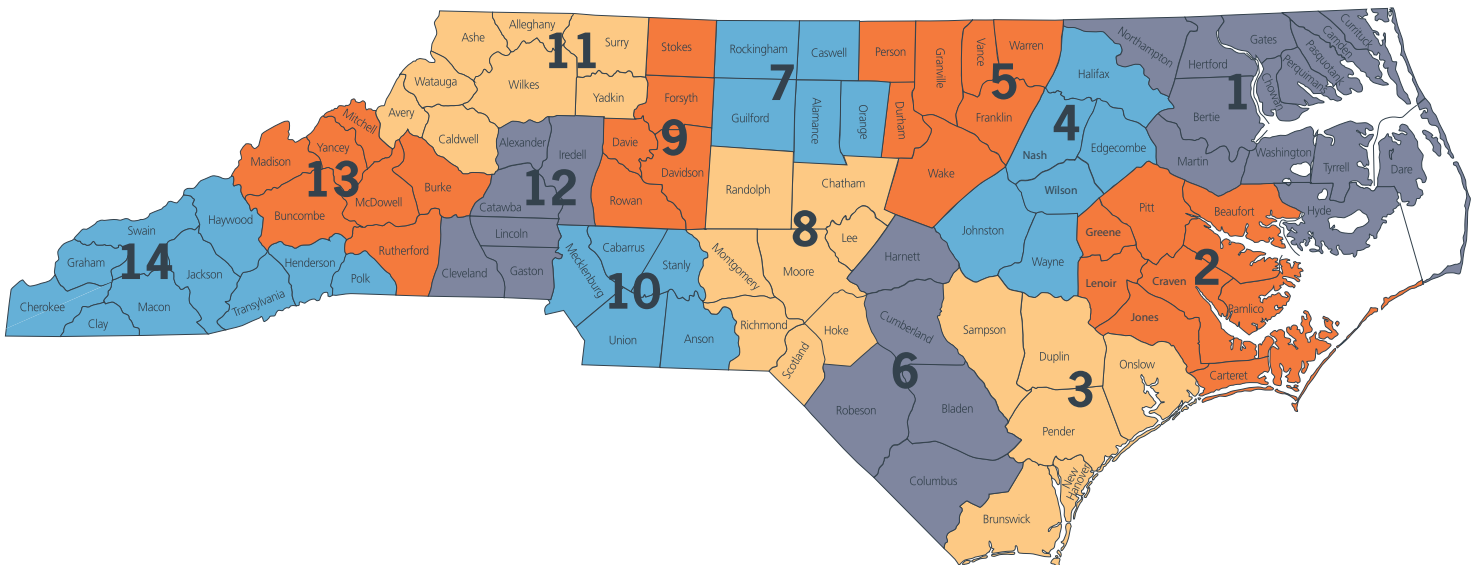 11
Ashe
Alleghany
Surry
Watauga
Wilkes
Yadkin
Avery
Caldwell
9
Stokes
Forsyth
Davie
Davidson
Rowan
7
Rockingham
Caswell
Guilford
Alamance
Orange
5
Person
Granville
Vance
Warren
Franklin
Durham
Wake
4
Halifax
Nash
Edgecombe
Wilson
Johnston
Wayne
1
Northampton
Gates
Hertford
Bertie
Chowan
Perquimans
Pasquotank
Camden
Currituck
Martin
Washington
Tyrrell
Dare
Hyde
13
Mitchell
Yancey
Madison
Buncombe
McDowell
Burke
Rutherford
12
Alexander
Iredell
Catawba
Lincoln
Cleveland
Gaston
8
Randolph
Chatham
Lee
Montgomery
Moore
Richmond
Hoke
Scotland
2
Pitt
Beaufort
Greene
Lenoir
Craven
Jones
Pamlico
Carteret
14
Haywood
Swain
Graham
Jackson
Henderson
Polk
Transylvania
Cherokee
Macon
Clay
10
Mecklenburg
Cabarrus
Stanly
Union
Anson
6
Harnett
Cumberland
Robeson
Bladen
Columbus
3
Sampson
Duplin
Onslow
Pender
New
Hanover
Brunswick